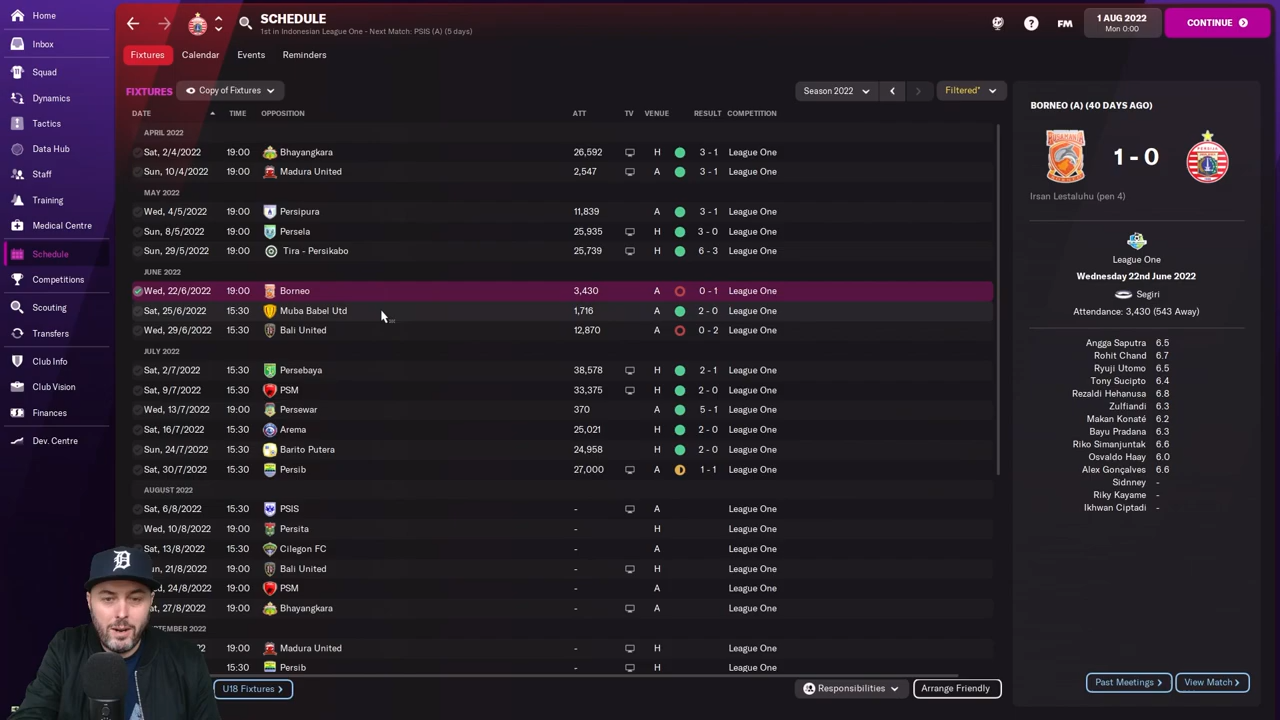 Home
Inbox
Squad
Dynamics
Tactics
Data Hub
Staff
Training
Medical Centre
Schedule
Competitions
Scouting
Transfers
Club Info
Club Vision
Finances
Dev. Centre
SCHEDULE
1st in Indonesian League One - Next Match: PSIS (A) (5 days)
? FM
1 AUG 2022
Mon 0:00
CONTINUE
Fixtures Calendar Events Reminders
FIXTURES Copy of Fixtures Season 2022 Filtered*
DATE TIME OPPOSITION ATT TV VENUE RESULT COMPETITION
APRIL 2022
Sat, 2/4/2022 19:00 Bhayangkara 26,592 H 3 - 1 League One
Sun, 10/4/2022 19:00 Madura United 2,547 A 3 - 1 League One
MAY 2022
Wed, 4/5/2022 19:00 Persipura 11,839 A 3 - 1 League One
Sun, 8/5/2022 19:00 Persela 25,935 H 3 - 0 League One
Sun, 29/5/2022 19:00 Tira - Persikabo 25,739 H 6 - 3 League One
JUNE 2022
Wed, 22/6/2022 19:00 Borneo 3,430 A 0 - 1 League One
Sat, 25/6/2022 15:30 Muba Babel Utd 1,716 A 2 - 0 League One
Wed, 29/6/2022 15:30 Bali United 12,870 A 0 - 2 League One
JULY 2022
Sat, 2/7/2022 15:30 Persebaya 38,578 H 2 - 1 League One
Sat, 9/7/2022 15:30 PSM 33,375 H 2 - 0 League One
Wed, 13/7/2022 19:00 Persewar 370 A 5 - 1 League One
Sat, 16/7/2022 15:30 Arema 25,021 H 2 - 0 League One
Sun, 24/7/2022 15:30 Barito Putera 24,958 H 2 - 0 League One
Sat, 30/7/2022 15:30 Persib 27,000 A 1 - 1 League One
AUGUST 2022
Sat, 6/8/2022 15:30 PSIS - A League One
Wed, 10/8/2022 19:00 Persita - H League One
Sat, 13/8/2022 15:30 Cilegon FC - A League One
Sun, 21/8/2022 19:00 Bali United - H League One
Wed, 24/8/2022 19:00 PSM - A League One
Sat, 27/8/2022 19:00 Bhayangkara - A League One
SEPTEMBER 2022
2022 19:00 Madura United - H League One
2022 15:30 Persib - H League One
U18 Fixtures Responsibilities Arrange Friendly
BORNEO (A) (40 DAYS AGO)
PERSIJA
1 - 0
Irsan Lestaluhu (pen 4)
League One
Wednesday 22nd June 2022
Segiri
Attendance: 3,430 (543 Away)
Angga Saputra 6.5
Rohit Chand 6.7
Ryuji Utomo 6.5
Tony Sucipto 6.4
Rezaldi Hehanusa 6.8
Zulfiandi 6.3
Makan Konaté 6.2
Bayu Pradana 6.3
Riko Simanjuntak 6.6
Osvaldo Haay 6.0
Alex Gonçalves 6.6
Sidnney -
Riky Kayame -
Ikhwan Ciptadi -
Past Meetings View Match